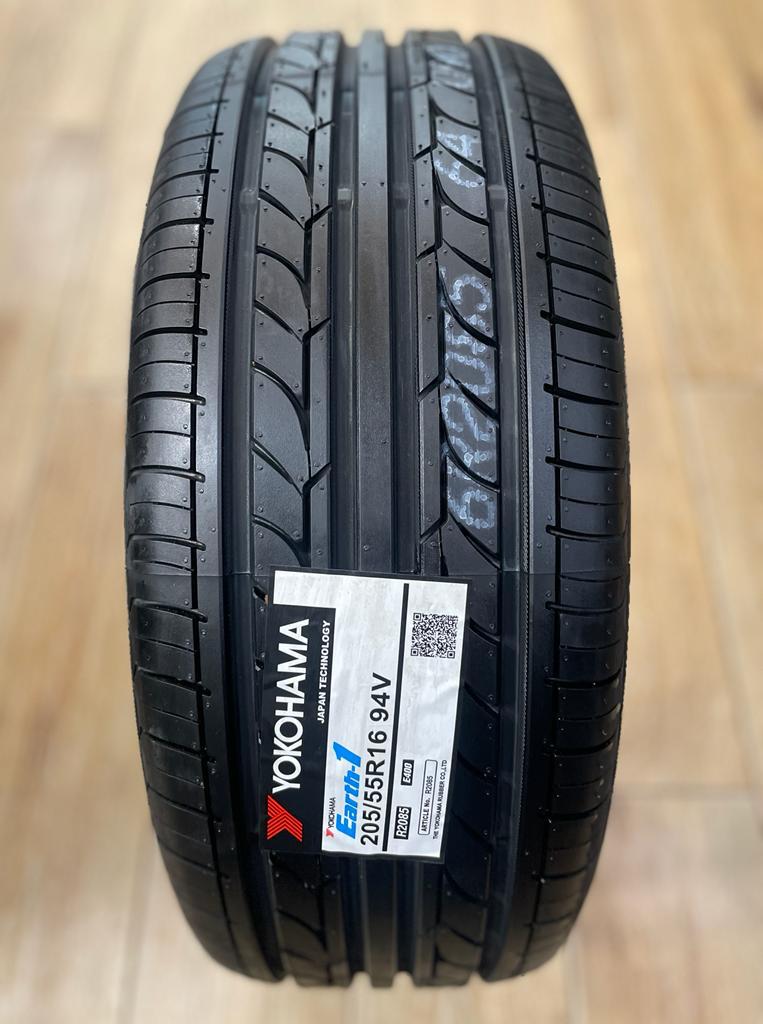 YOKOHAMA
JAPAN TECHNOLOGY
YOKOHAMA
Earth-1
205/55R16 94V
R2085 E400
ARTICLE No. R2085
THE YOKOHAMA RUBBER CO.,LTD